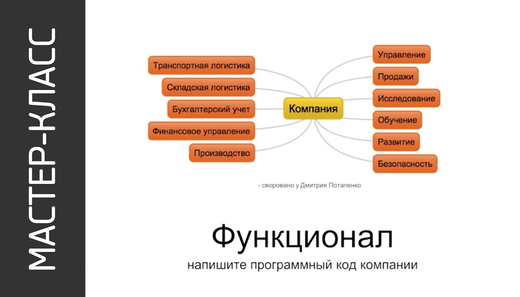 МАСТЕР-КЛАСС
Транспортная логистика
Складская логистика
Бухгалтерский учет
Финансовое управление
Производство
Компания
Управление
Продажи
Исследование
Обучение
Развитие
Безопасность
- своровано у Дмитрия Потапенко
Функционал
напишите программный код компании